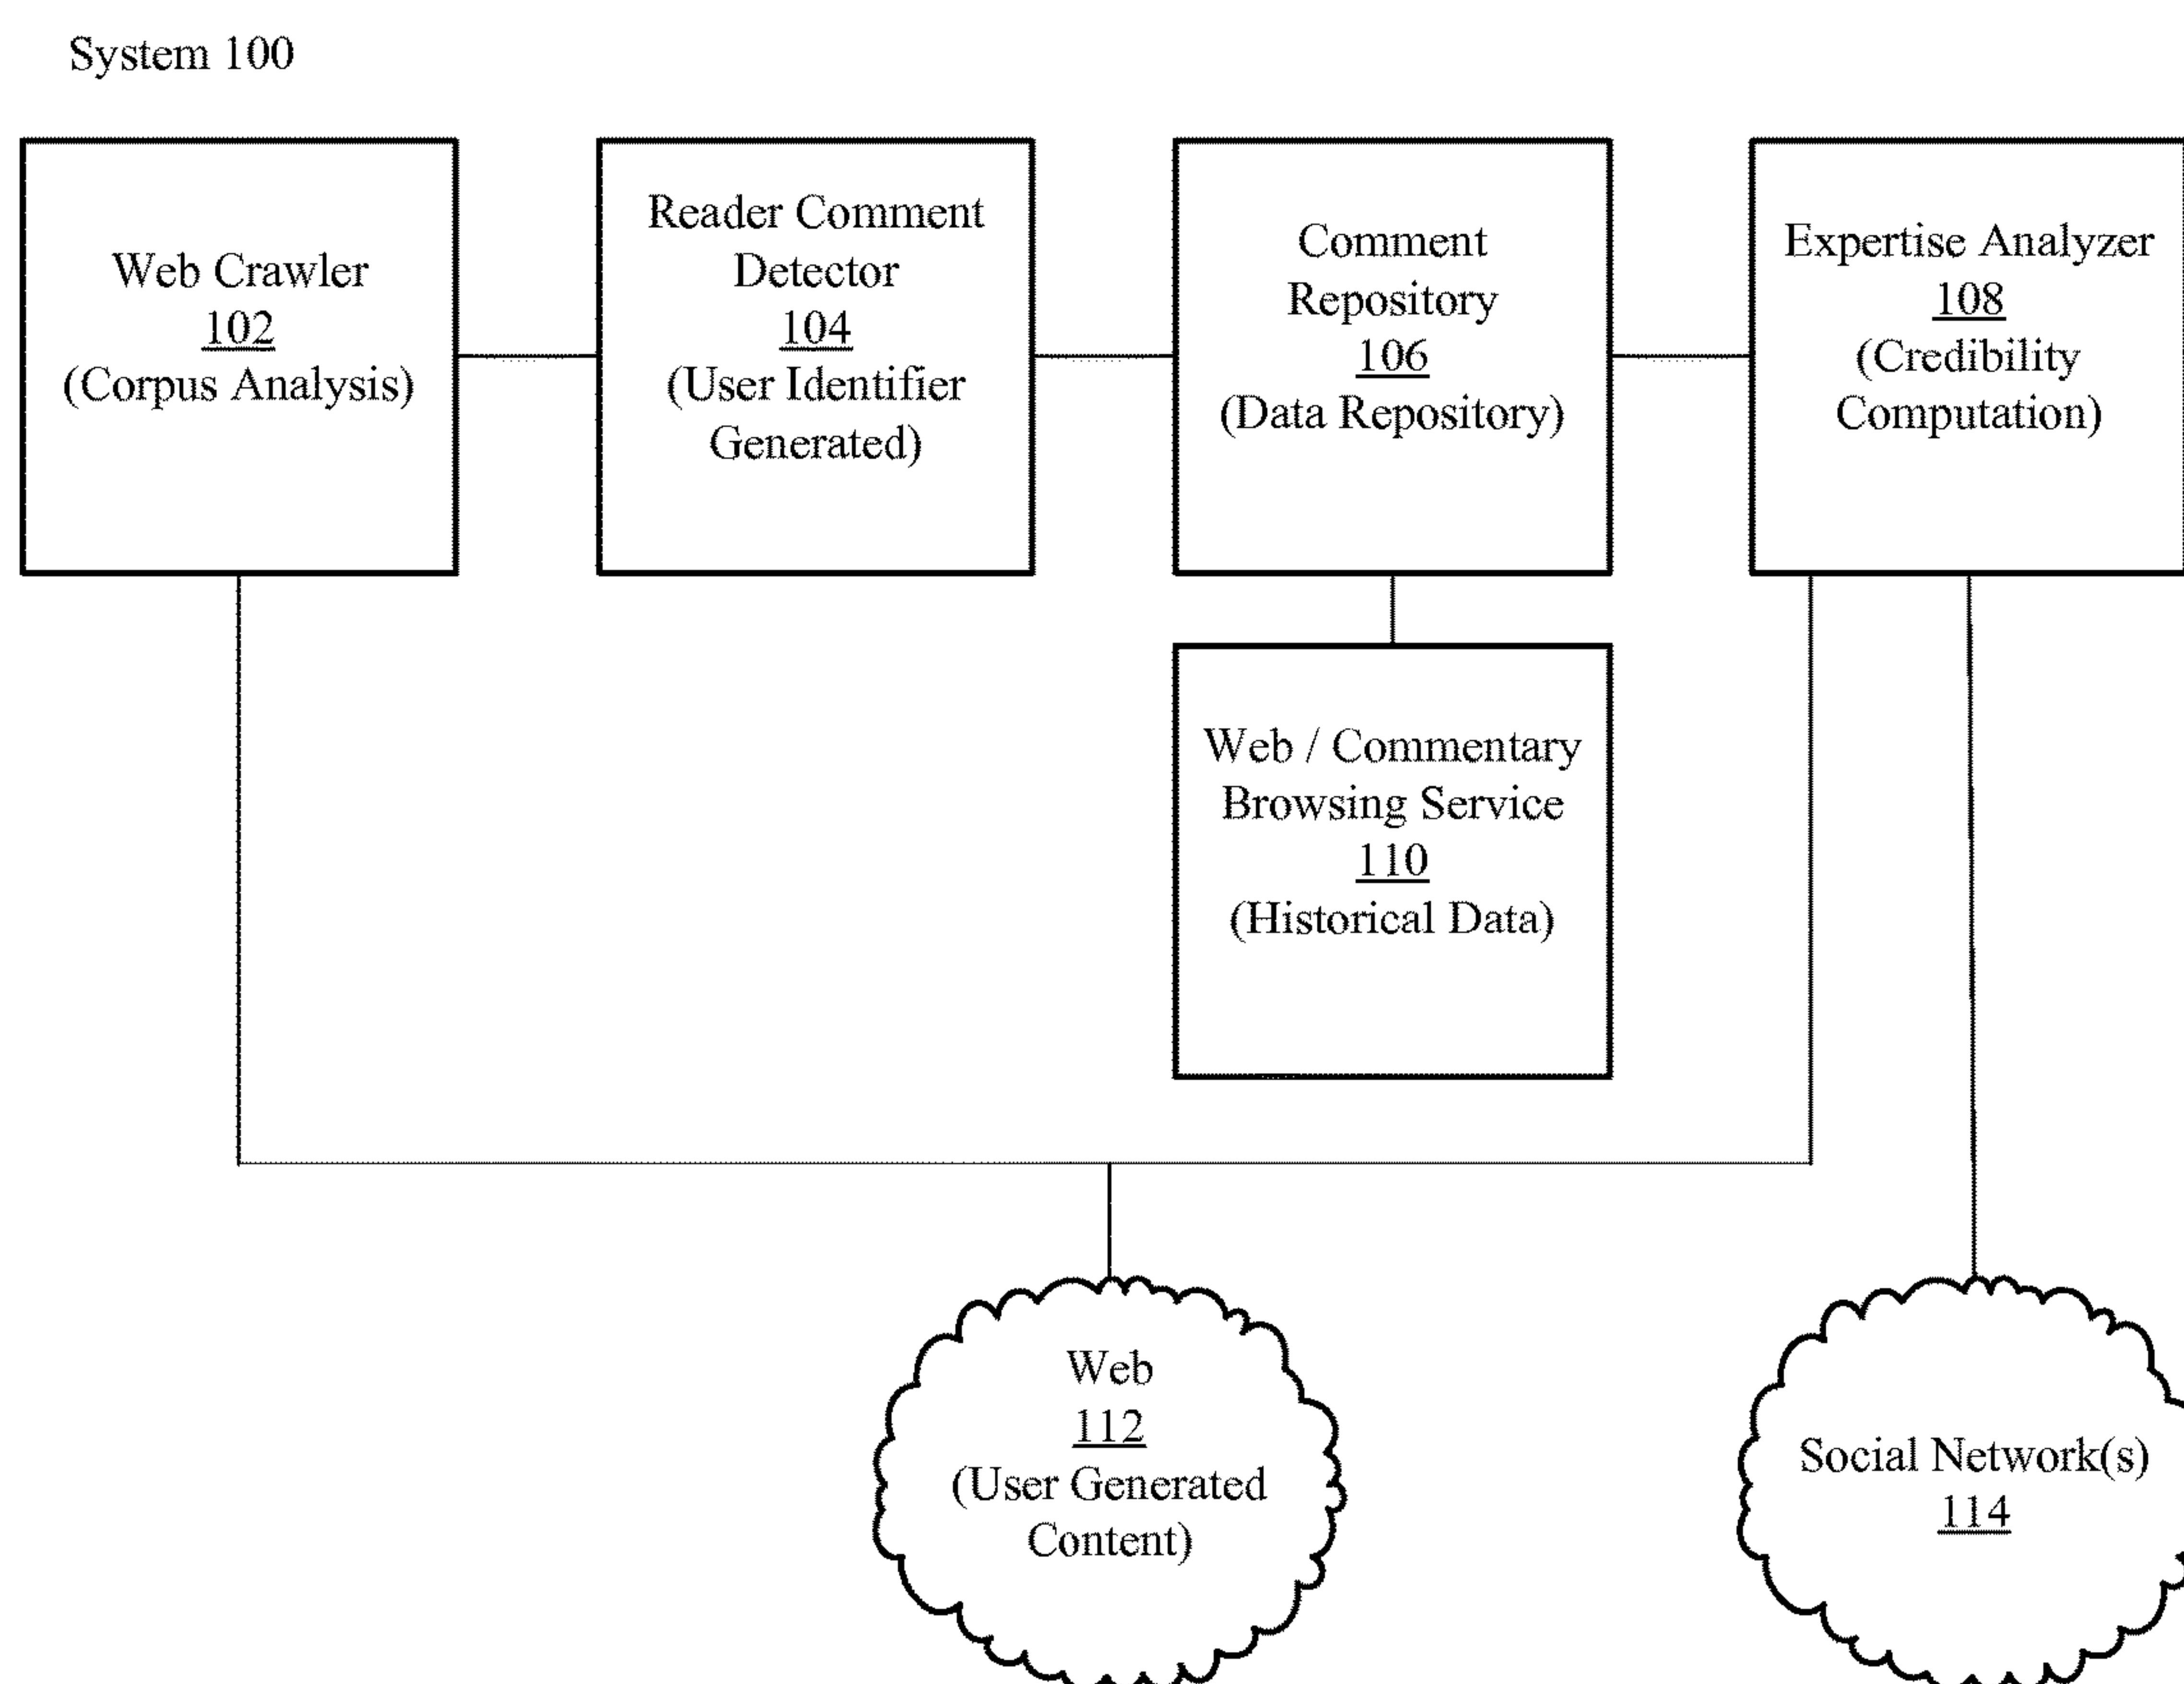 System 100
Web Crawler
102
(Corpus Analysis)
Reader Comment
Detector
104
(User Identifier
Generated)
Comment
Repository
106
(Data Repository)
Expertise Analyzer
108
(Credibility
Computation)
Web / Commentary
Browsing Service
110
(Historical Data)
Web
112
(User Generated
Content)
Social Network(s)
114